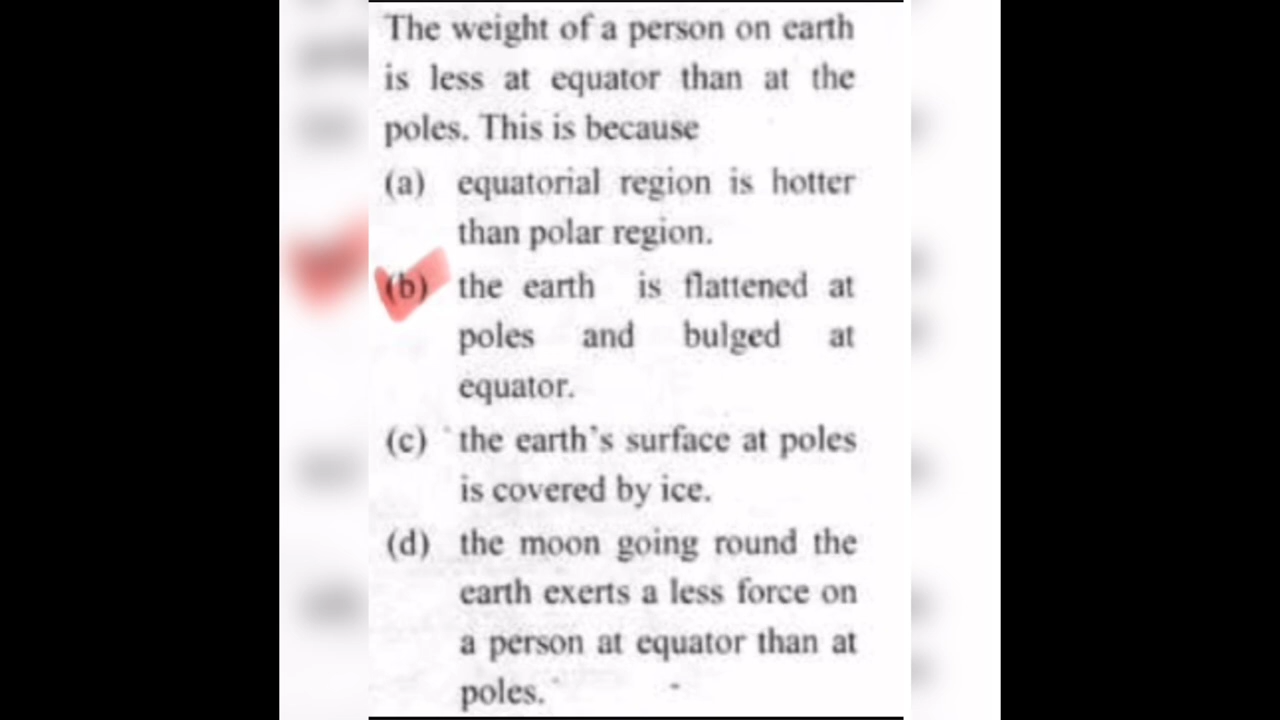 The weight of a person on earth
is less at equator than at the
poles. This is because
(a) equatorial region is hotter
than polar region.
(b) the earth is flattened at
poles and bulged at
equator.
(c) the earth's surface at poles
is covered by ice.
(d) the moon going round the
earth exerts a less force on
a person at equator than at
poles.